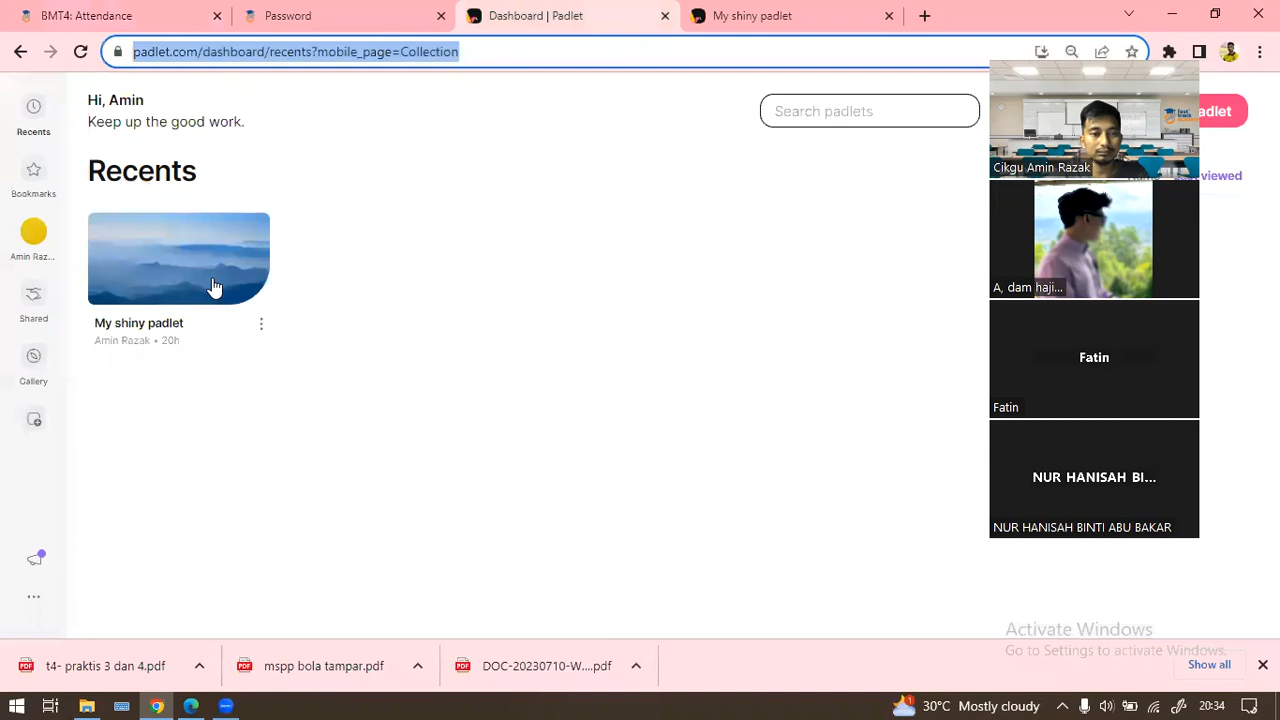 BMT4: Attendance
Password
Dashboard | Padlet
My shiny padlet
padlet.com/dashboard/recents?mobile_page=Collection
Hi, Amin
Keep up the good work.
Search padlets
adlet
Recents
viewed
Recents
Bookmarks
Amin Raz...
Shared
Gallery
My shiny padlet
Amin Razak • 20h
Cikgu Amin Razak
A, dam haji...
Fatin
Fatin
NUR HANISAH BI...
NUR HANISAH BINTI ABU BAKAR
Activate Windows
Go to Settings to activate Windows.
t4- praktis 3 dan 4.pdf
mspp bola tampar.pdf
DOC-20230710-W....pdf
Show all
30°C Mostly cloudy
20:34